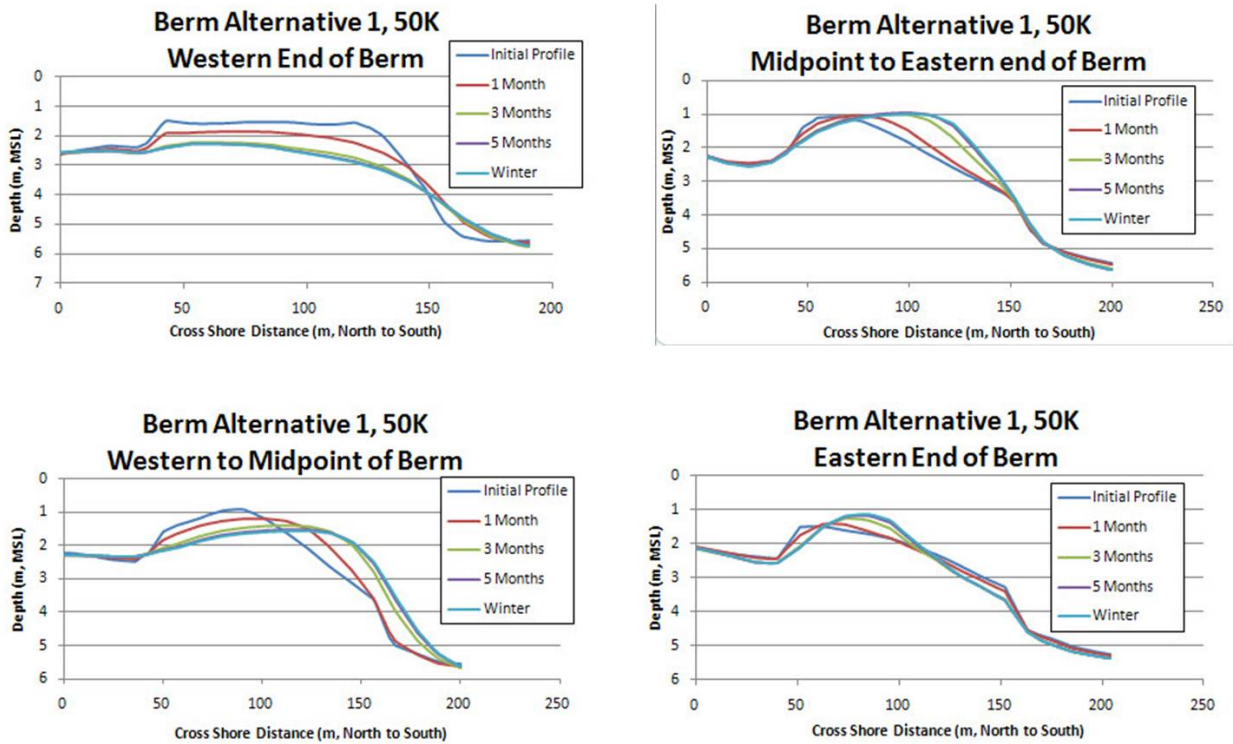 Berm Alternative 1, 50K
Western End of Berm
Initial Profile
1 Month
3 Months
5 Months
Winter
0
1
2
3
4
5
6
7
Depth (m, MSL)
0
50
100
150
200
Cross Shore Distance (m, North to South)
Berm Alternative 1, 50K
Midpoint to Eastern end of Berm
Initial Profile
1 Month
3 Months
5 Months
Winter
0
1
2
3
4
5
6
Depth (m, MSL)
0
50
100
150
200
250
Cross Shore Distance (m, North to South)
Berm Alternative 1, 50K
Western to Midpoint of Berm
Initial Profile
1 Month
3 Months
5 Months
Winter
0
1
2
3
4
5
6
Depth (m, MSL)
0
50
100
150
200
250
Cross Shore Distance (m, North to South)
Berm Alternative 1, 50K
Eastern End of Berm
Initial Profile
1 Month
3 Months
5 Months
Winter
0
1
2
3
4
5
6
Depth (m, MSL)
0
50
100
150
200
250
Cross Shore Distance (m, North to South)